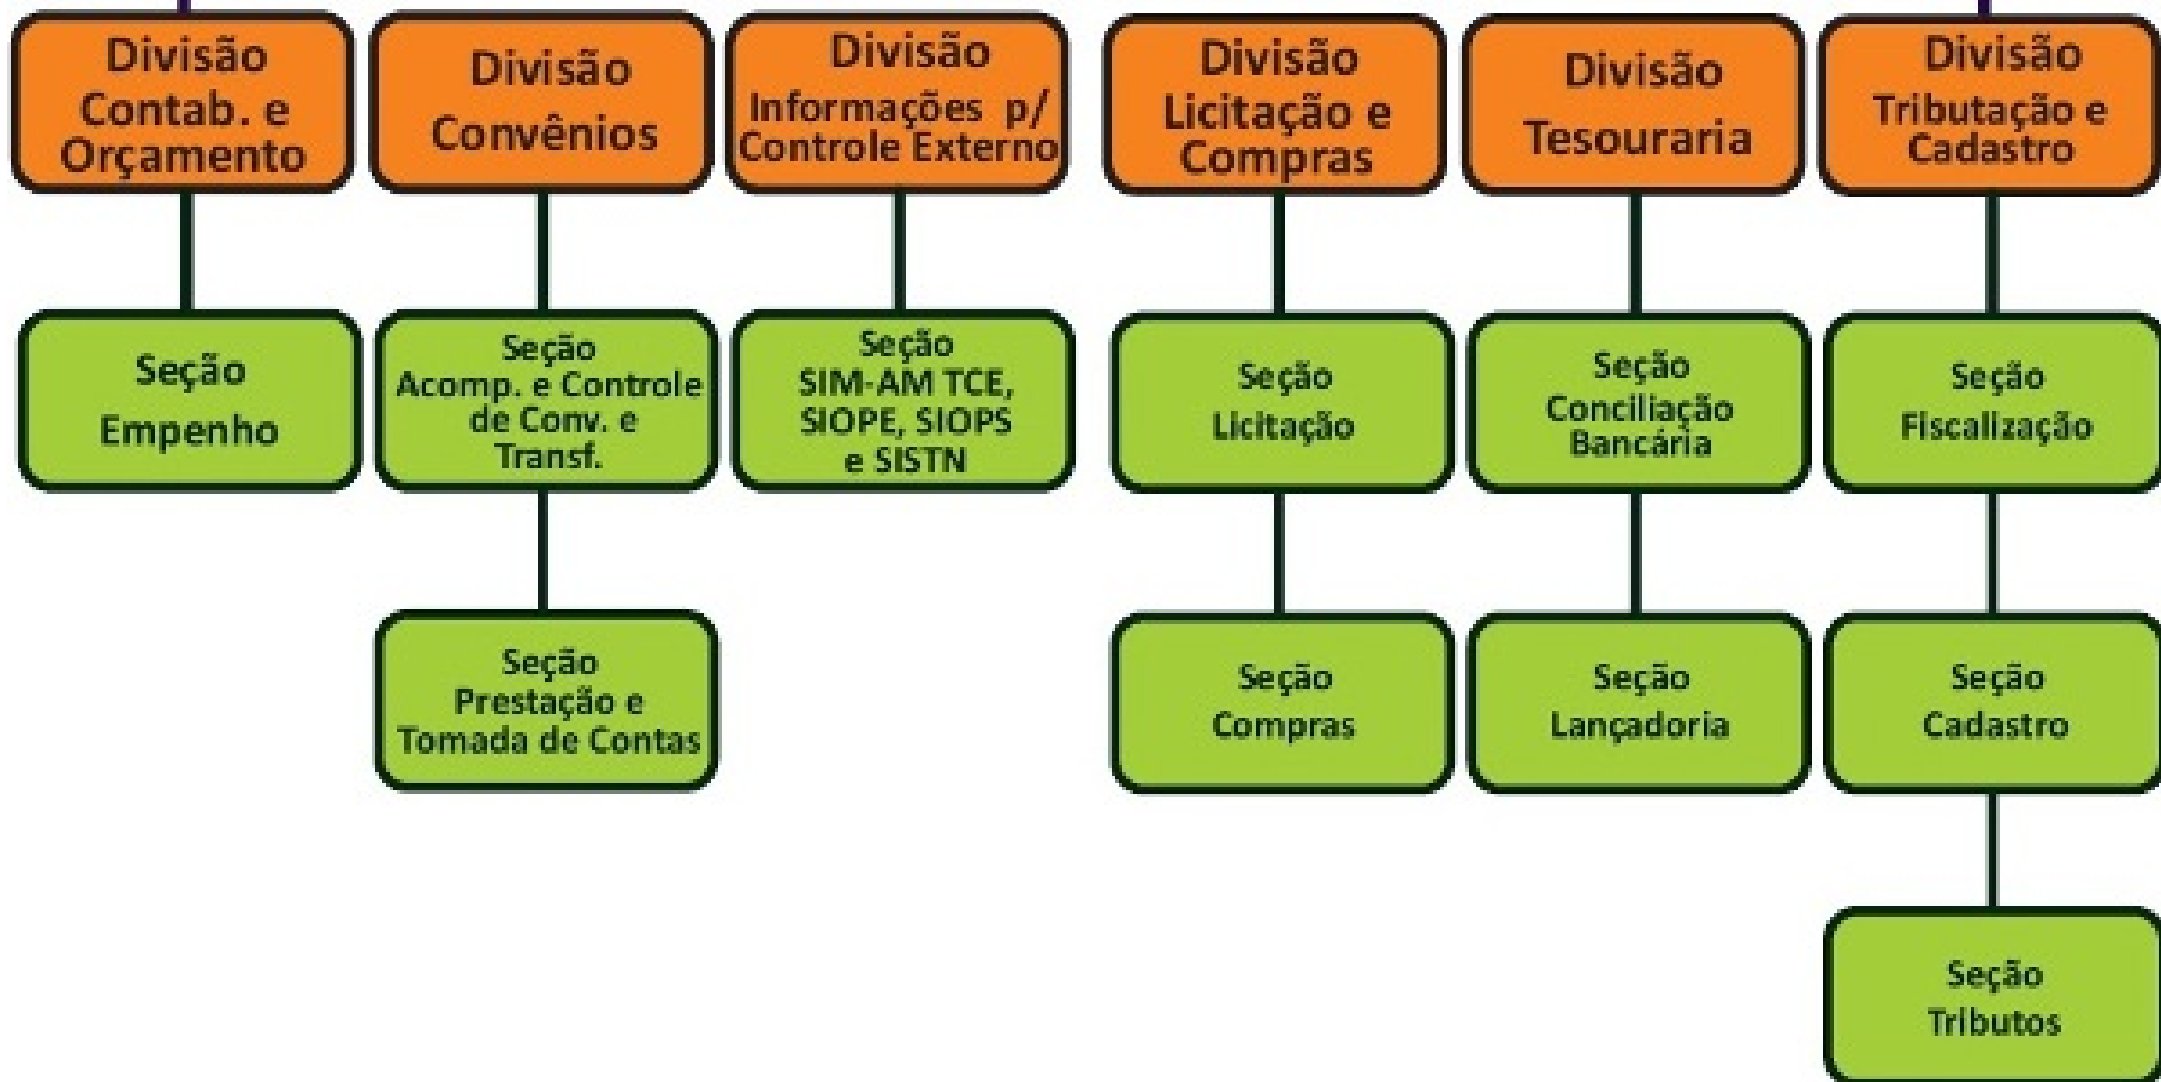 Divisão
Contab. e
Orçamento
Divisão
Convênios
Divisão
Informações p/
Controle Externo
Divisão
Licitação e
Compras
Divisão
Tesouraria
Divisão
Tributação e
Cadastro
Seção
Empenho
Seção
Acomp. e Controle
de Conv. e
Transf.
Seção
SIM-AM TCE,
SIOPE, SIOPS
e SISTN
Seção
Licitação
Seção
Conciliação
Bancária
Seção
Fiscalização
Seção
Prestação e
Tomada de Contas
Seção
Compras
Seção
Lançadoria
Seção
Cadastro
Seção
Tributos